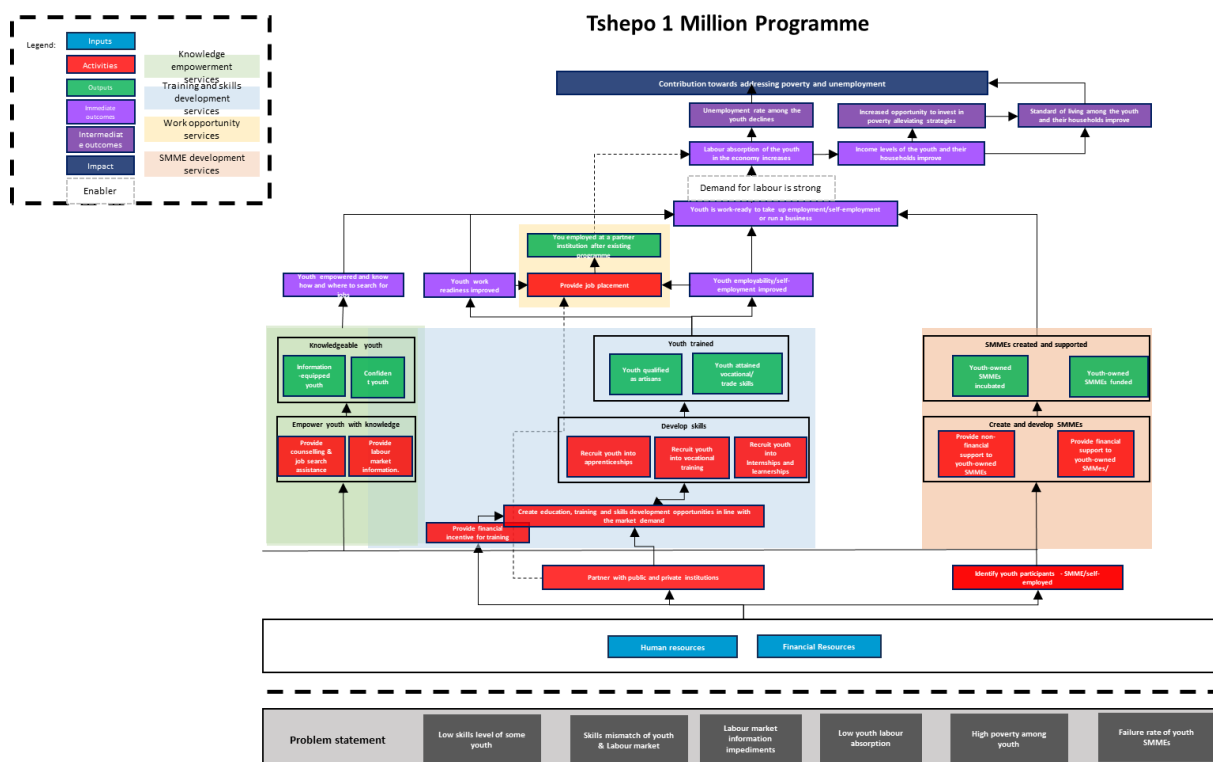 Tshepo 1 Million Programme
Legend:
Inputs
Activities
Outputs
Immediate
outcomes
Intermediat
e outcomes
Impact
Enabler
Knowledge
empowerment
services
Training and skills
development
services
Work opportunity
services
SMME development
services
Contribution towards addressing poverty and unemployment
Unemployment rate among the
youth declines
Increased opportunity to invest in
poverty alleviating strategies
Standard of living among the youth
and their households improve
Labour absorption of the youth
in the economy increases
Income levels of the youth and their
households improve
Demand for labour is strong
Youth is work-ready to take up employment/self-employment
or run a business
You employed at a partner
institution after existing
programme
Youth empowered and know
how and where to search for
jobs
Youth work
readiness improved
Provide job placement
Youth employability/self-
employment improved
Knowledgeable youth
Information
-equipped
youth
Confiden
t youth
Youth trained
Youth qualified
as artisans
Youth attained
vocational/
trade skills
SMMEs created and supported
Youth-owned
SMMEs
incubated
Youth-owned
SMMEs funded
Empower youth with knowledge
Provide
counselling &
job search
assistance
Provide
labour
market
information.
Develop skills
Recruit youth into
apprenticeships
Recruit youth
into vocational
training
Recruit youth
into
Internships and
learnerships
Create and develop SMMEs
Provide non-
financial
support to
youth-owned
SMMEs
Provide financial
support to
youth-owned
SMMes/
Create education, training and skills development opportunities in line with
the market demand
Provide financial
incentive for training
Partner with public and private institutions
Identify youth participants - SMME/self-
employed
Human resources
Financial Resources
Problem statement
Low skills level of some
youth
Skills mismatch of youth
& Labour market
Labour market
information
impediments
Low youth labour
absorption
High poverty among
youth
Failure rate of youth
SMMEs